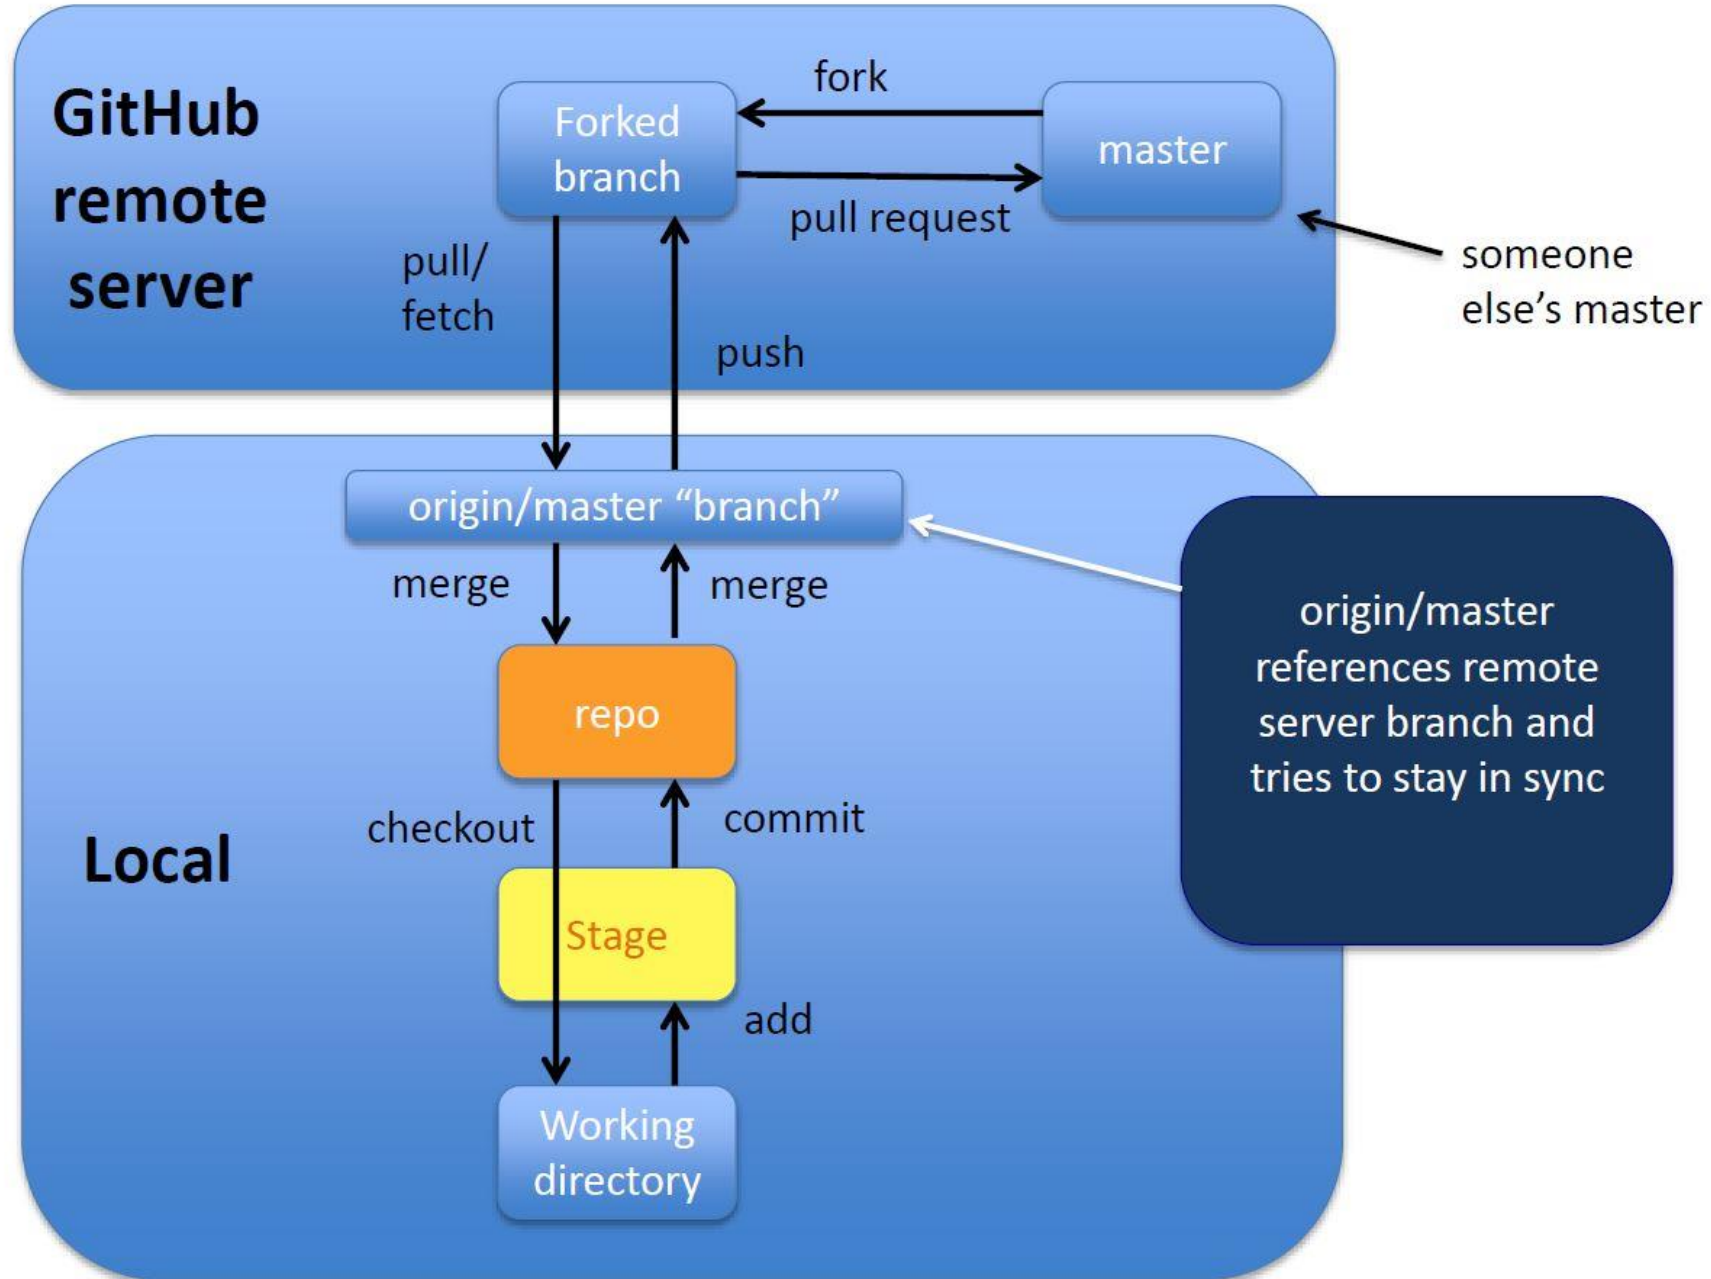 GitHub
remote
server
fork
Forked
branch
master
pull request
someone
else’s master
pull/
fetch
push
origin/master “branch”
merge
merge
origin/master
references remote
server branch and
tries to stay in sync
repo
checkout
commit
Local
Stage
add
Working
directory